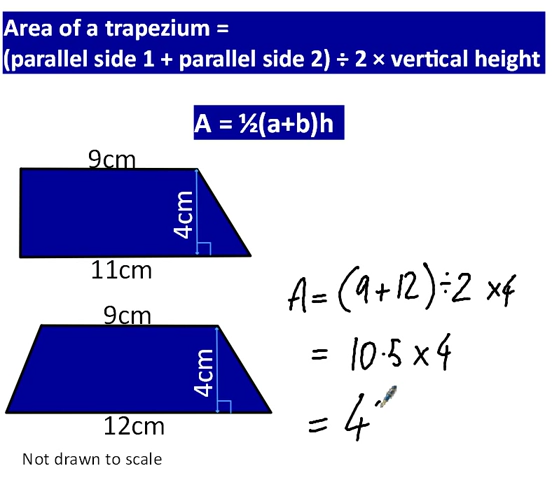 Area of a trapezium =
(parallel side 1 + parallel side 2) ÷ 2 × vertical height
A = ½(a+b)h
9cm
4cm
11cm
A = (9+12) ÷ 2 × 4
9cm
= 10.5 × 4
4cm
12cm
= 4
Not drawn to scale